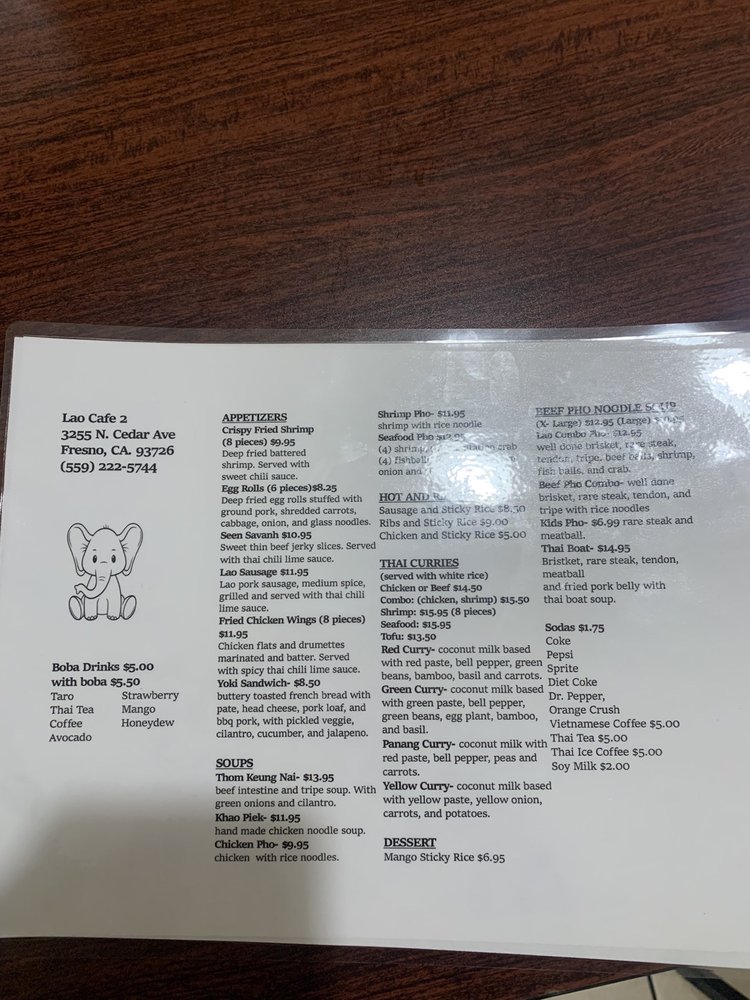 Lao Cafe 2
3255 N. Cedar Ave
Fresno, CA. 93726
(559) 222-5744
Boba Drinks $5.00
with boba $5.50
Taro Strawberry
Thai Tea Mango
Coffee Honeydew
Avocado
APPETIZERS
Crispy Fried Shrimp
(8 pieces) $9.95
Deep fried battered
shrimp. Served with
sweet chili sauce.
Egg Rolls (6 pieces)$8.25
Deep fried egg rolls stuffed with
ground pork, shredded carrots,
cabbage, onion, and glass noodles.
Seen Savanh $10.95
Sweet thin beef jerky slices. Served
with thai chili lime sauce.
Lao Sausage $11.95
Lao pork sausage, medium spice,
grilled and served with thai chili
lime sauce.
Fried Chicken Wings (8 pieces)
$11.95
Chicken flats and drumettes
marinated and batter. Served
with spicy thai chili lime sauce.
Yoki Sandwich- $8.50
buttery toasted french bread with
pate, head cheese, pork loaf, and
bbq pork, with pickled veggie,
cilantro, cucumber, and jalapeno.
SOUPS
Thom Keung Nai- $13.95
beef intestine and tripe soup. With
green onions and cilantro.
Khao Piek- $11.95
hand made chicken noodle soup.
Chicken Pho- $9.95
chicken with rice noodles.
Shrimp Pho- $11.95
shrimp with rice noodle
Seafood Pho $12.95
(4) shrimp, crab
(4) fishball
onion and
HOT AND
Sausage and Sticky Rice $8.50
Ribs and Sticky Rice $9.00
Chicken and Sticky Rice $5.00
THAI CURRIES
(served with white rice)
Chicken or Beef $14.50
Combo: (chicken, shrimp) $15.50
Shrimp: $15.95 (8 pieces)
Seafood: $15.95
Tofu: $13.50
Red Curry- coconut milk based
with red paste, bell pepper, green
beans, bamboo, basil and carrots.
Green Curry- coconut milk based
with green paste, bell pepper,
green beans, egg plant, bamboo,
and basil.
Panang Curry- coconut milk with
red paste, bell pepper, peas and
carrots.
Yellow Curry- coconut milk based
with yellow paste, yellow onion,
carrots, and potatoes.
DESSERT
Mango Sticky Rice $6.95
BEEF PHO NOODLE SOUP
(X- Large) $12.95 (Large)
Lao Combo Pho- $12.95
well done brisket, rare steak,
tendon, tripe, beef balls, shrimp,
fish balls, and crab.
Beef Pho Combo- well done
brisket, rare steak, tendon, and
tripe with rice noodles
Kids Pho- $6.99 rare steak and
meatball.
Thai Boat- $14.95
Bristket, rare steak, tendon,
meatball
and fried pork belly with
thai boat soup.
Sodas $1.75
Coke
Pepsi
Sprite
Diet Coke
Dr. Pepper,
Orange Crush
Vietnamese Coffee $5.00
Thai Tea $5.00
Thai Ice Coffee $5.00
Soy Milk $2.00